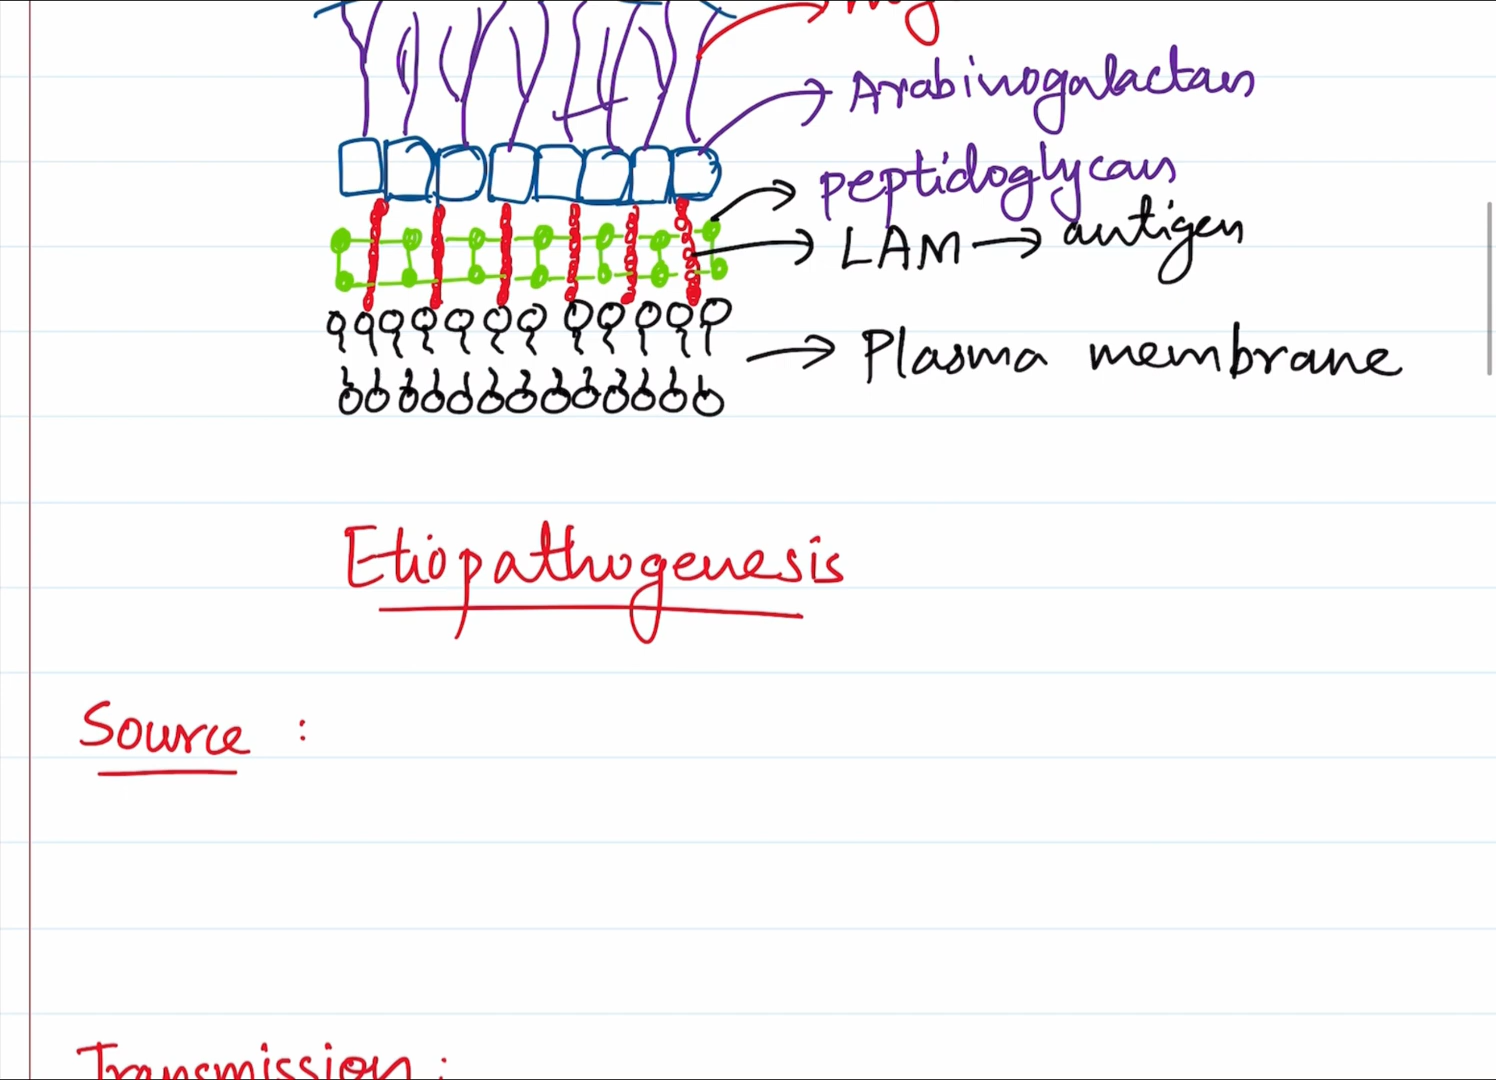 Arabinogalactan
peptidoglycan
LAM → antigen
Plasma membrane
Etiopathogenesis
Source :
Transmission :